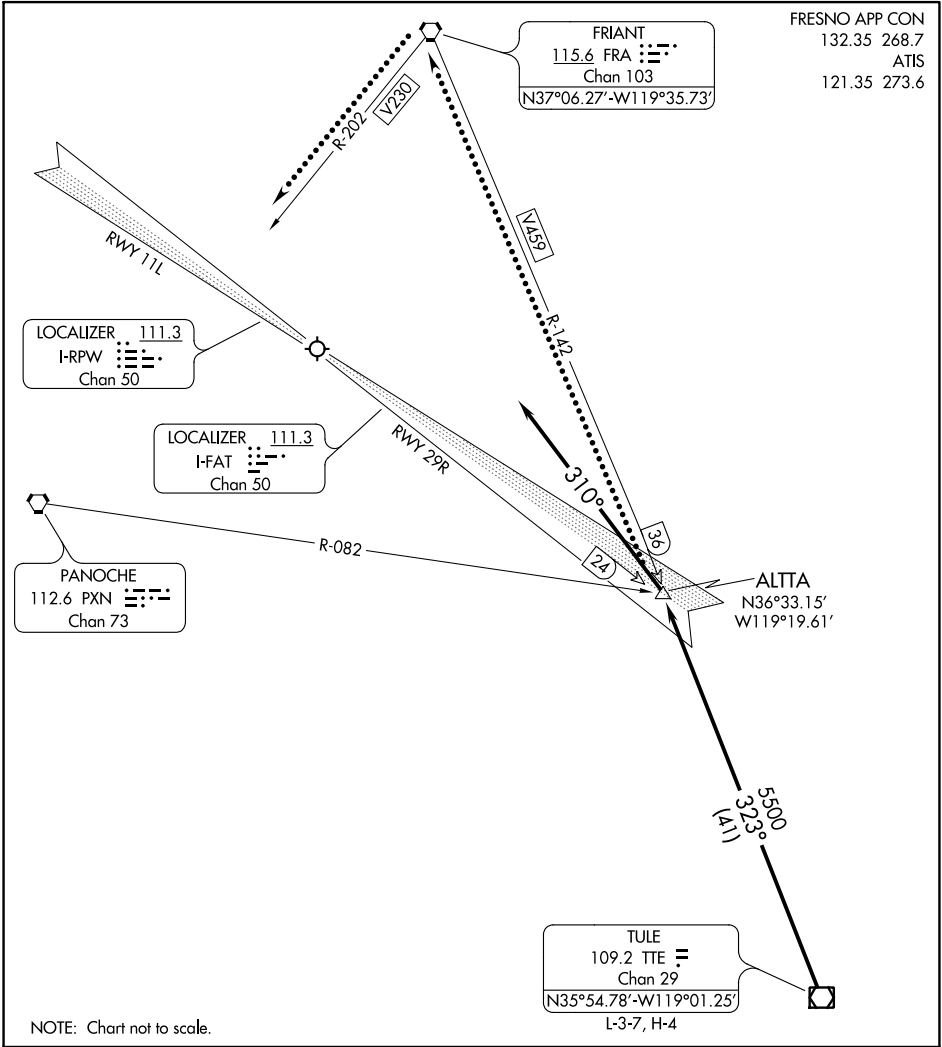 FRESNO APP CON
132.35 268.7
ATIS
121.35 273.6
FRIANT
115.6 FRA
Chan 103
N37°06.27'-W119°35.73'
R-202
V230
V459
R-142
RWY 11L
LOCALIZER 111.3
I-RPW
Chan 50
LOCALIZER 111.3
I-FAT
Chan 50
RWY 29R
310°
36
24
R-082
PANOCHE
112.6 PXN
Chan 73
ALTTA
N36°33.15'
W119°19.61'
5500
323°
(41)
TULE
109.2 TTE
Chan 29
N35°54.78'-W119°01.25'
L-3-7, H-4
NOTE: Chart not to scale.